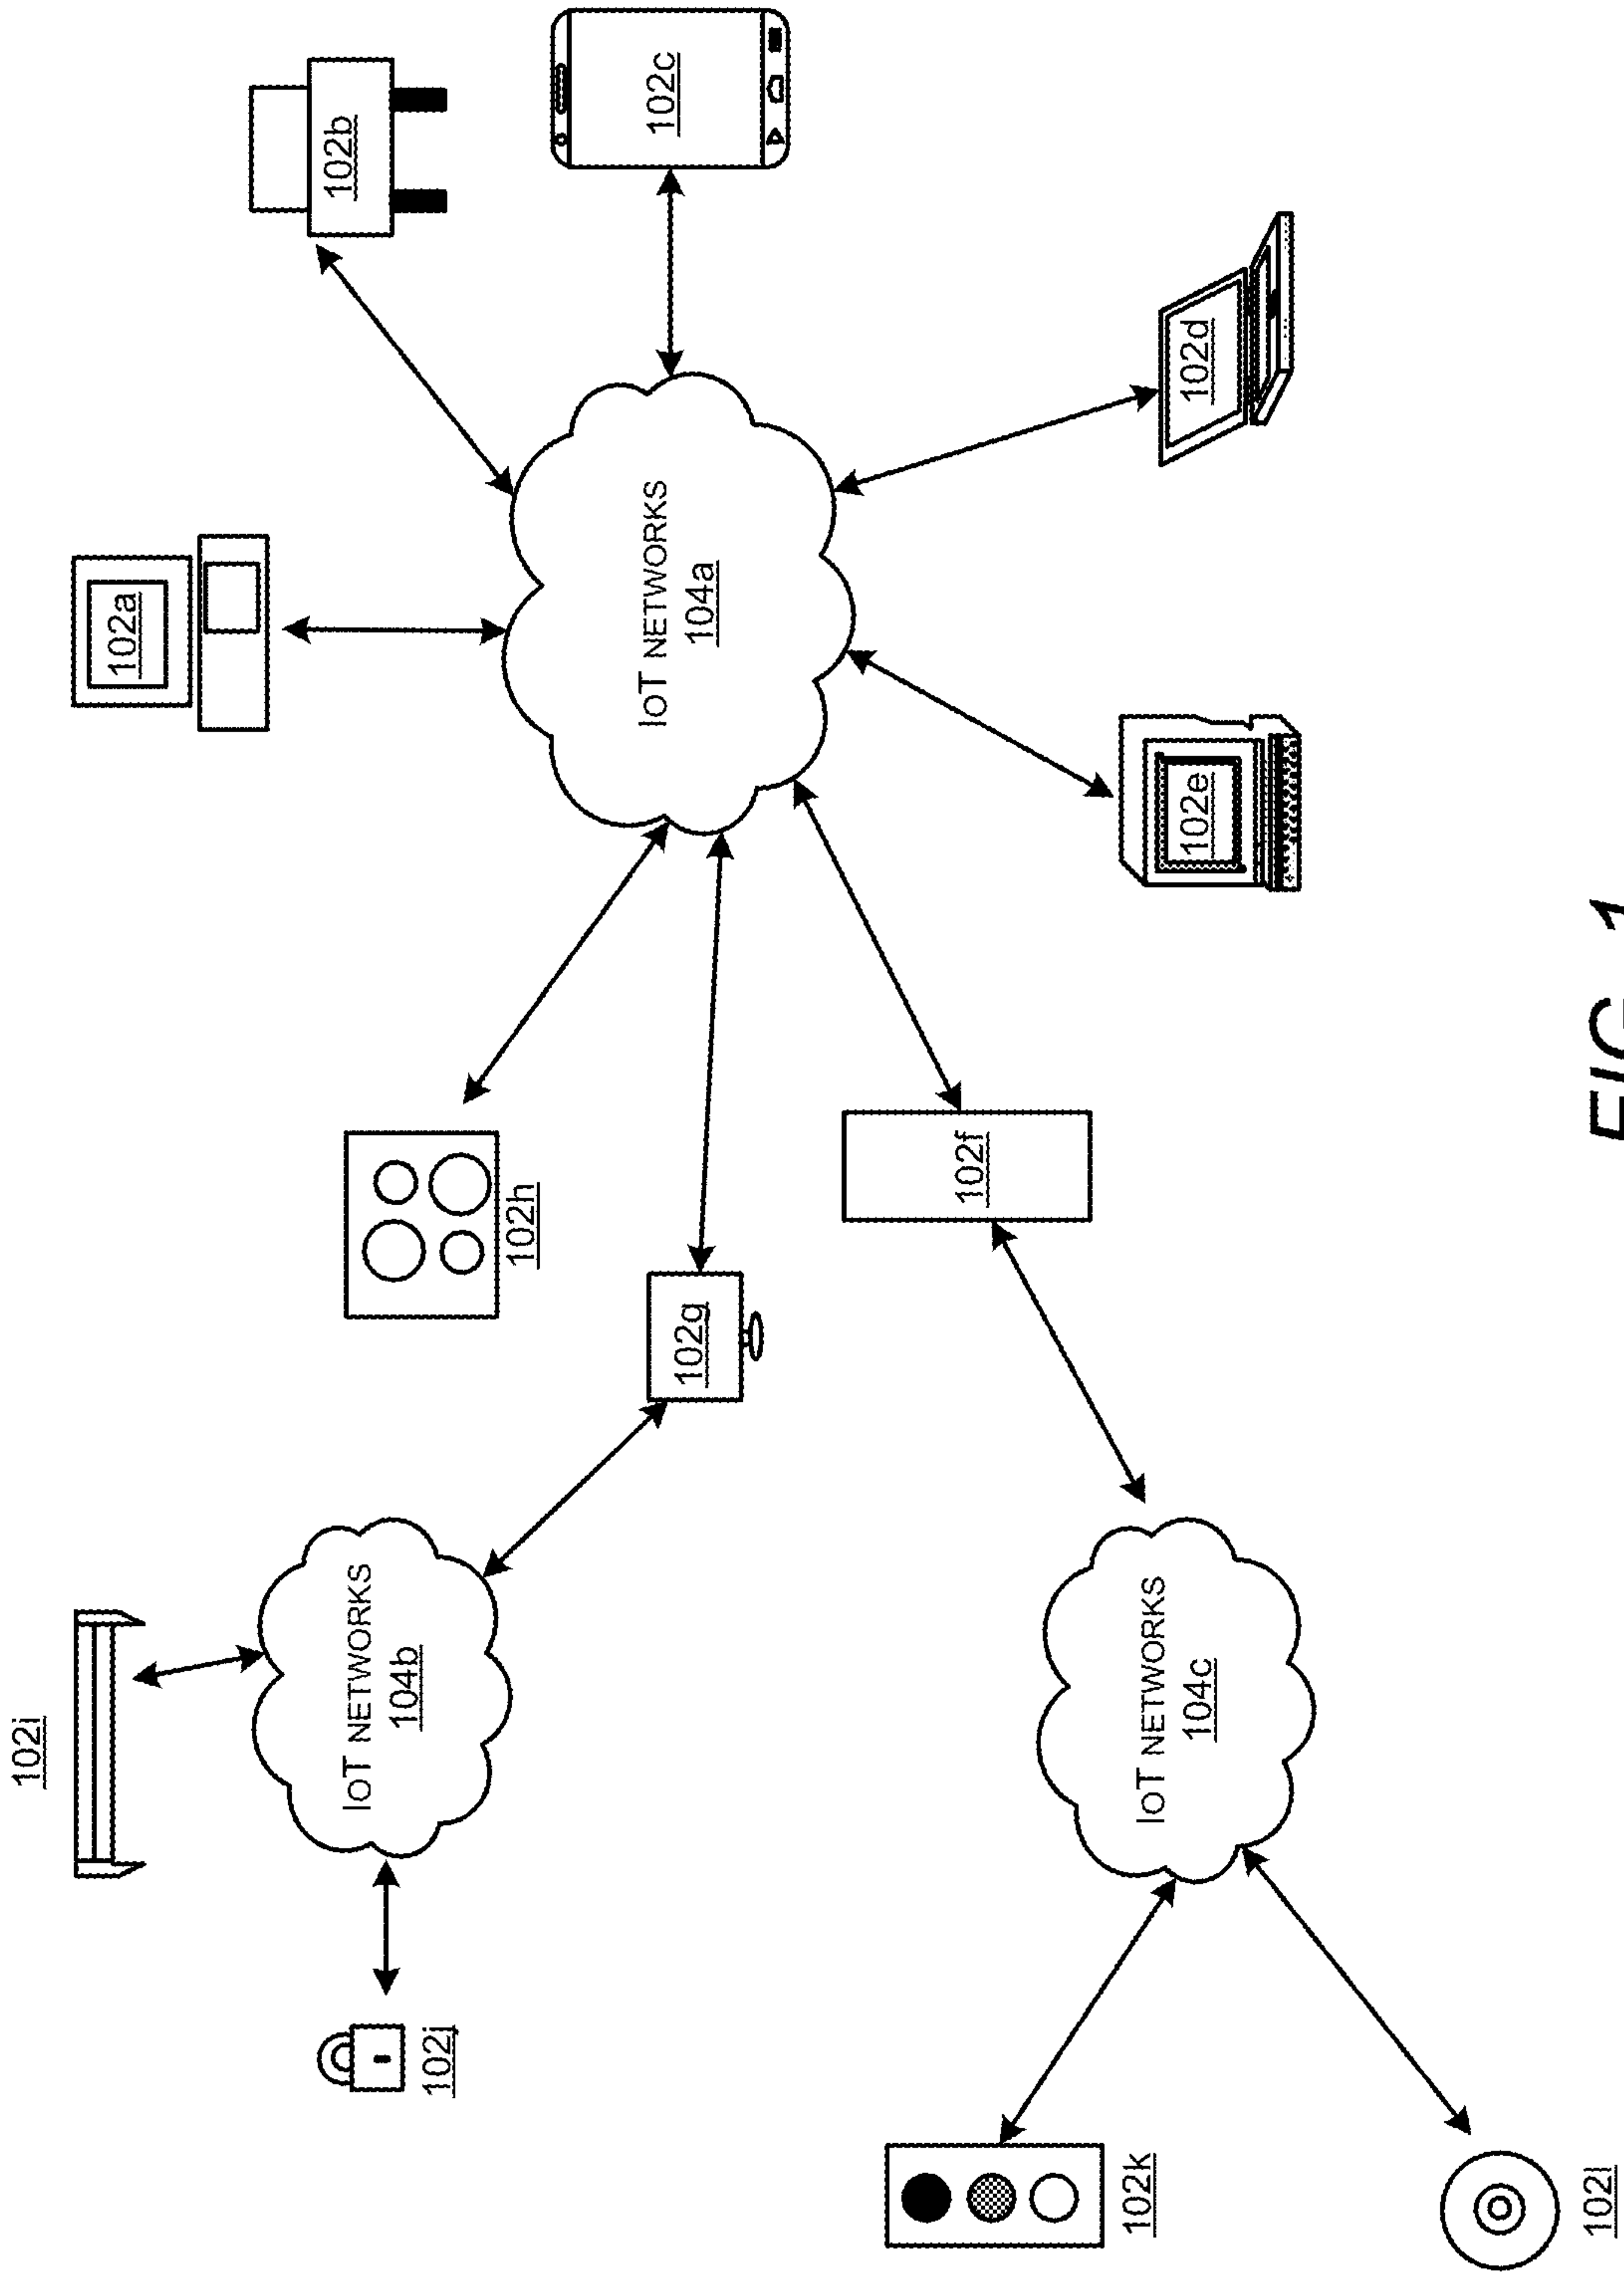 102i
102a
102b
IoT NETWORKS
104b
102j
102h
IoT NETWORKS
104a
102c
102g
102f
IoT NETWORKS
104c
102k
102e
102d
102l
FIG 1